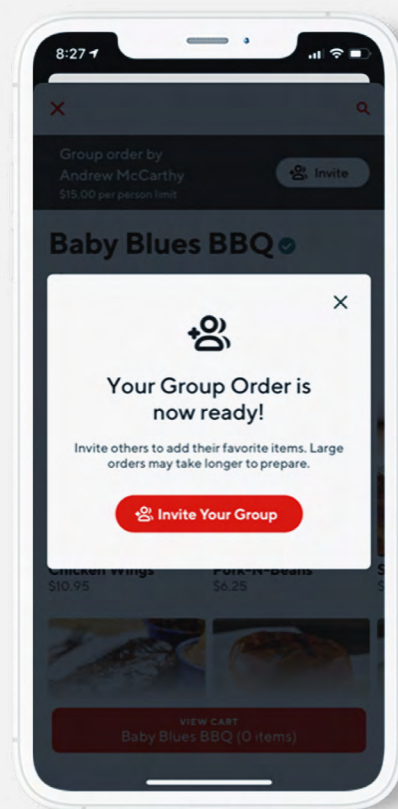 8:27
Group order by
Andrew McCarthy
$15.00 per person limit
Invite
Baby Blues BBQ
Your Group Order is
now ready!
Invite others to add their favorite items. Large
orders may take longer to prepare.
Invite Your Group
Chicken Wings
Pork-N-Beans
$10.95
$6.25
VIEW CART
Baby Blues BBQ (0 items)